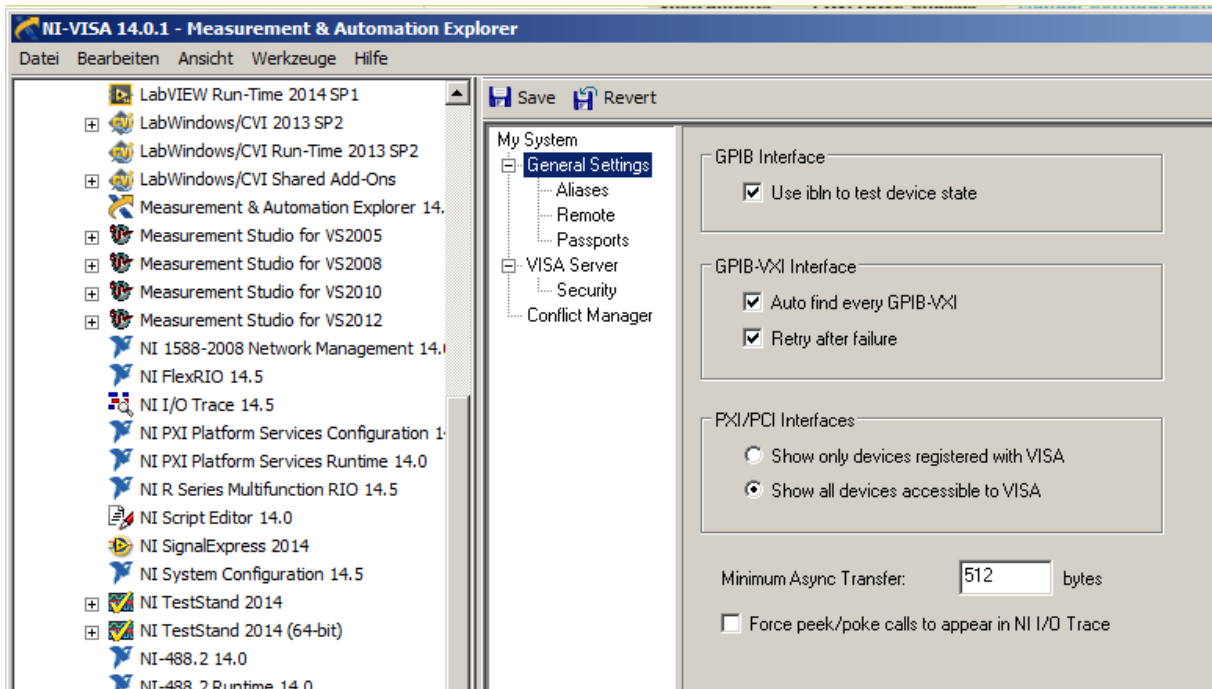 NI-VISA 14.0.1 - Measurement & Automation Explorer
Datei Bearbeiten Ansicht Werkzeuge Hilfe
LabVIEW Run-Time 2014 SP1
LabWindows/CVI 2013 SP2
LabWindows/CVI Run-Time 2013 SP2
LabWindows/CVI Shared Add-Ons
Measurement & Automation Explorer 14.
Measurement Studio for VS2005
Measurement Studio for VS2008
Measurement Studio for VS2010
Measurement Studio for VS2012
NI 1588-2008 Network Management 14.
NI FlexRIO 14.5
NI I/O Trace 14.5
NI PXI Platform Services Configuration 1
NI PXI Platform Services Runtime 14.0
NI R Series Multifunction RIO 14.5
NI Script Editor 14.0
NI SignalExpress 2014
NI System Configuration 14.5
NI TestStand 2014
NI TestStand 2014 (64-bit)
NI-488.2 14.0
NI-488.2 Runtime 14.0
Save Revert
My System
General Settings
Aliases
Remote
Passports
VISA Server
Security
Conflict Manager
GPIB Interface
Use ibln to test device state
GPIB-VXI Interface
Auto find every GPIB-VXI
Retry after failure
PXI/PCI Interfaces
Show only devices registered with VISA
Show all devices accessible to VISA
Minimum Async Transfer: 512 bytes
Force peek/poke calls to appear in NI I/O Trace